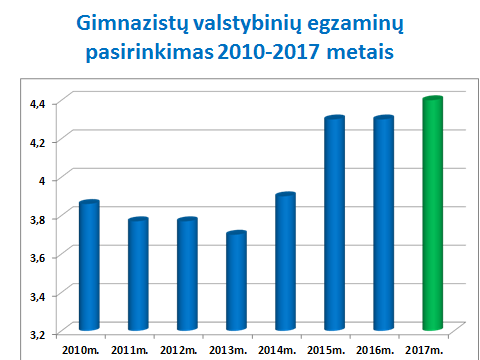 Gimnazistų valstybinių egzaminų
pasirinkimas 2010-2017 metais
4,4
4,2
4
3,8
3,6
3,4
3,2
2010m. 2011m. 2012m. 2013m. 2014m. 2015m. 2016m. 2017m.